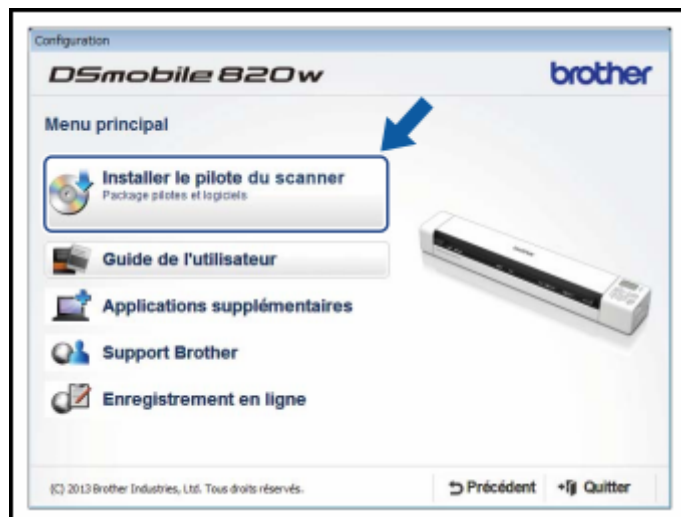 Configuration
DSmobile 820w
brother
Menu principal
Installer le pilote du scanner
Package pilotes et logiciels
Guide de l'utilisateur
Applications supplémentaires
Support Brother
Enregistrement en ligne
(C) 2013 Brother Industries, Ltd. Tous droits réservés.
Précédent
Quitter